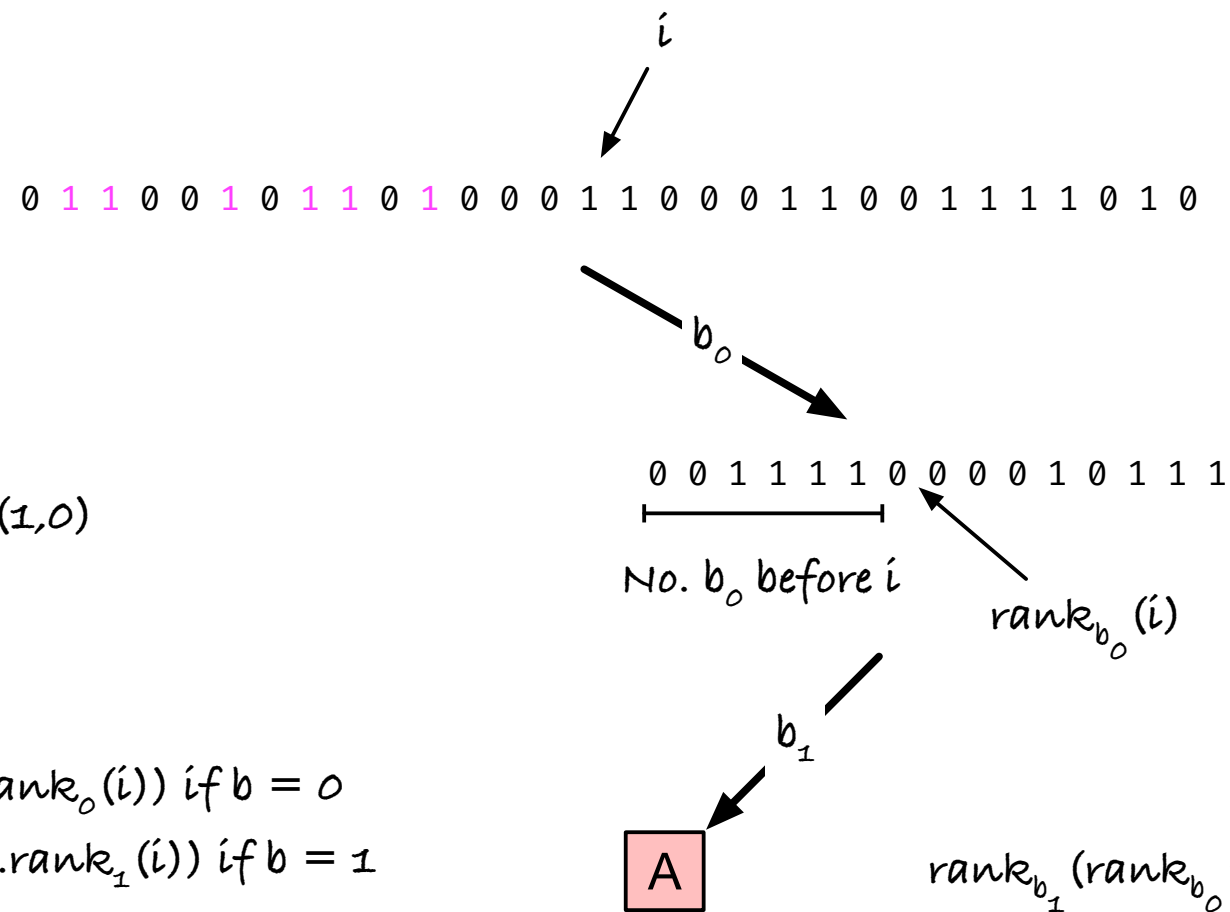 i
0 1 1 0 0 1 0 1 1 0 1 0 0 0 1 1 0 0 0 1 1 0 0 1 1 1 1 0 1 0
b₀
0 0 1 1 1 1 0 0 0 0 1 0 1 1 1
(1,0)
No. b₀ before i
rank_b₀(i)
b₁
ank₀(i)) if b = 0
.rank₁(i)) if b = 1
A
rank_b₁(rank_b₀